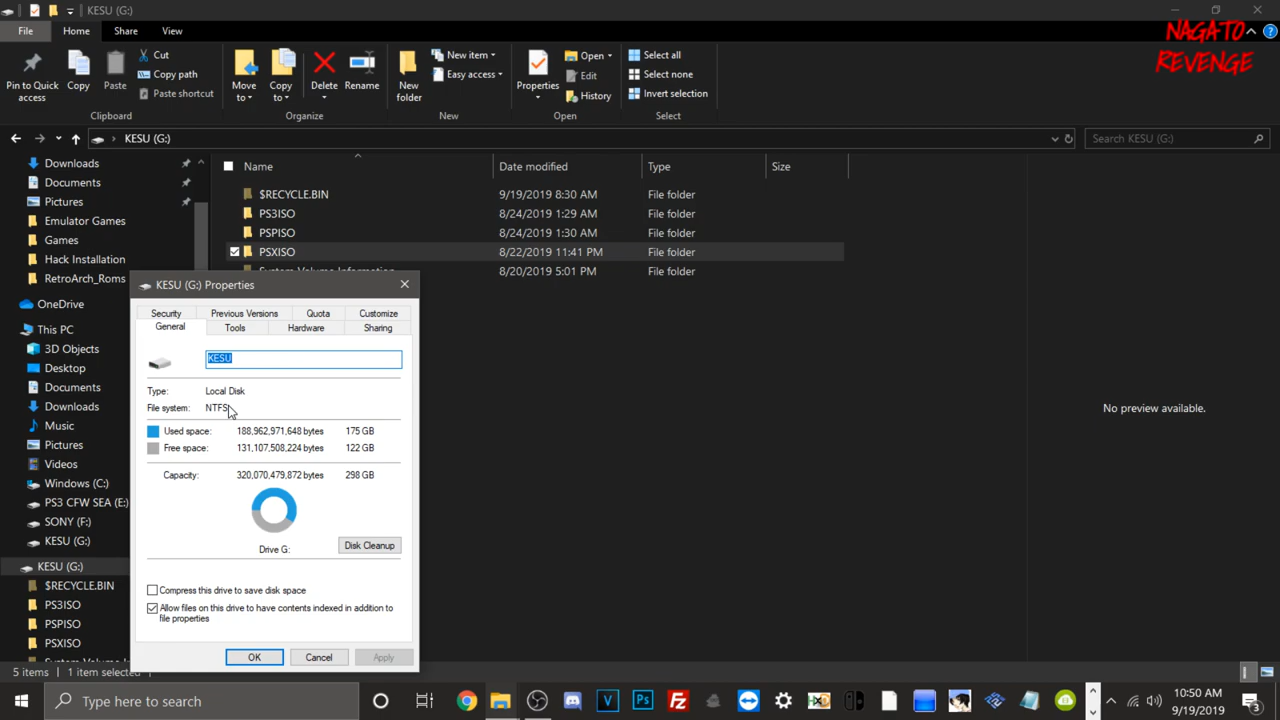 KESU (G:)
File Home Share View
NAGATO
REVENGE
Pin to Quick
access
Copy
Paste
Cut
Copy path
Paste shortcut
Clipboard
Move
to
Copy
to
Delete
Rename
Organize
New
folder
New item
Easy access
New
Properties
Open
Edit
History
Open
Select all
Select none
Invert selection
Select
KESU (G:)
Search KESU (G:)
Downloads
Documents
Pictures
Emulator Games
Games
Hack Installation
RetroArch_Roms
OneDrive
This PC
3D Objects
Desktop
Documents
Downloads
Music
Pictures
Videos
Windows (C:)
PS3 CFW SEA (E:)
SONY (F:)
KESU (G:)
KESU (G:)
$RECYCLE.BIN
PS3ISO
PSPISO
PSXISO
Name Date modified Type Size
$RECYCLE.BIN 9/19/2019 8:30 AM File folder
PS3ISO 8/24/2019 1:29 AM File folder
PSPISO 8/24/2019 1:30 AM File folder
PSXISO 8/22/2019 11:41 PM File folder
System Volume Information 8/20/2019 5:01 PM File folder
No preview available.
KESU (G:) Properties
Security Previous Versions Quota Customize
General Tools Hardware Sharing
KESU
Type: Local Disk
File system: NTFS
Used space: 188,962,971,648 bytes 175 GB
Free space: 131,107,508,224 bytes 122 GB
Capacity: 320,070,479,872 bytes 298 GB
Drive G:
Disk Cleanup
Compress this drive to save disk space
Allow files on this drive to have contents indexed in addition to
file properties
OK Cancel Apply
5 items 1 item selected
Type here to search
10:50 AM
9/19/2019
3